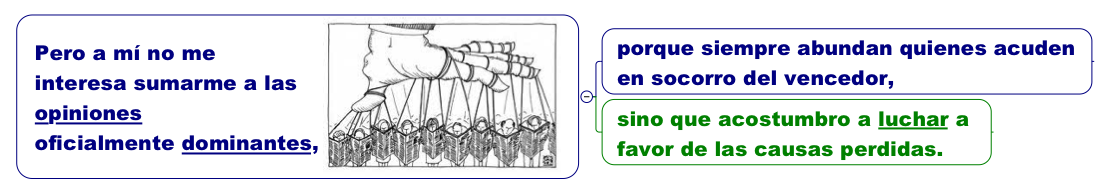 Pero a mí no me
interesa sumarme a las
opiniones
oficialmente dominantes,
porque siempre abundan quienes acuden
en socorro del vencedor,
sino que acostumbro a luchar a
favor de las causas perdidas.